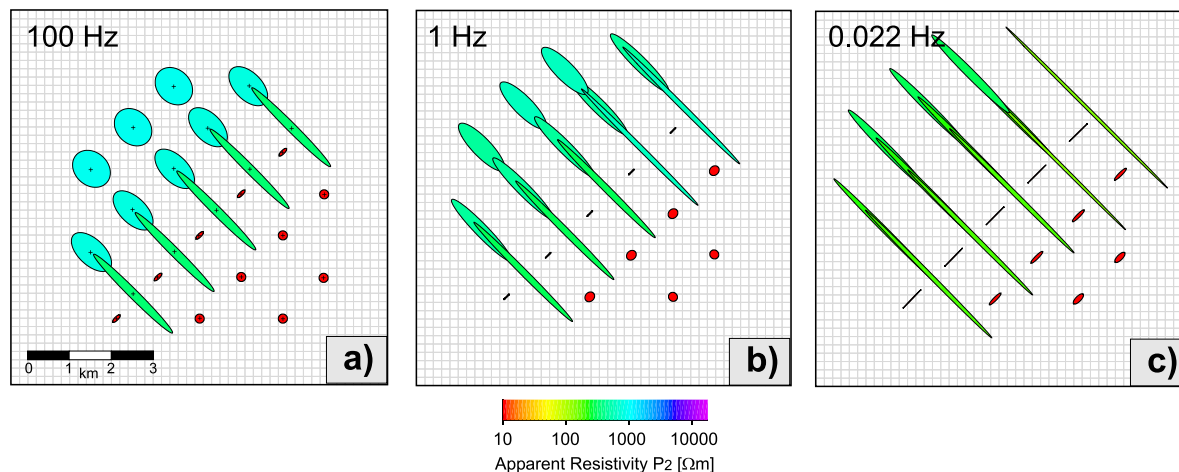 100 Hz
1 Hz
0.022 Hz
a)
b)
c)
0 1 2 3
km
10 100 1000 10000
Apparent Resistivity P2 [Ωm]